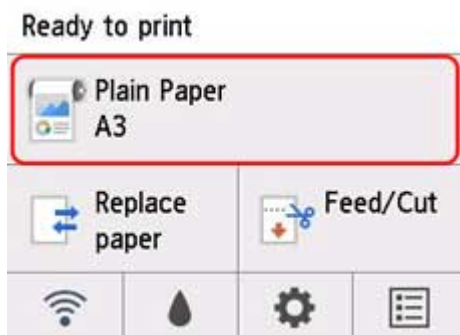 Ready to print
Plain Paper
A3
Replace
paper
Feed/Cut